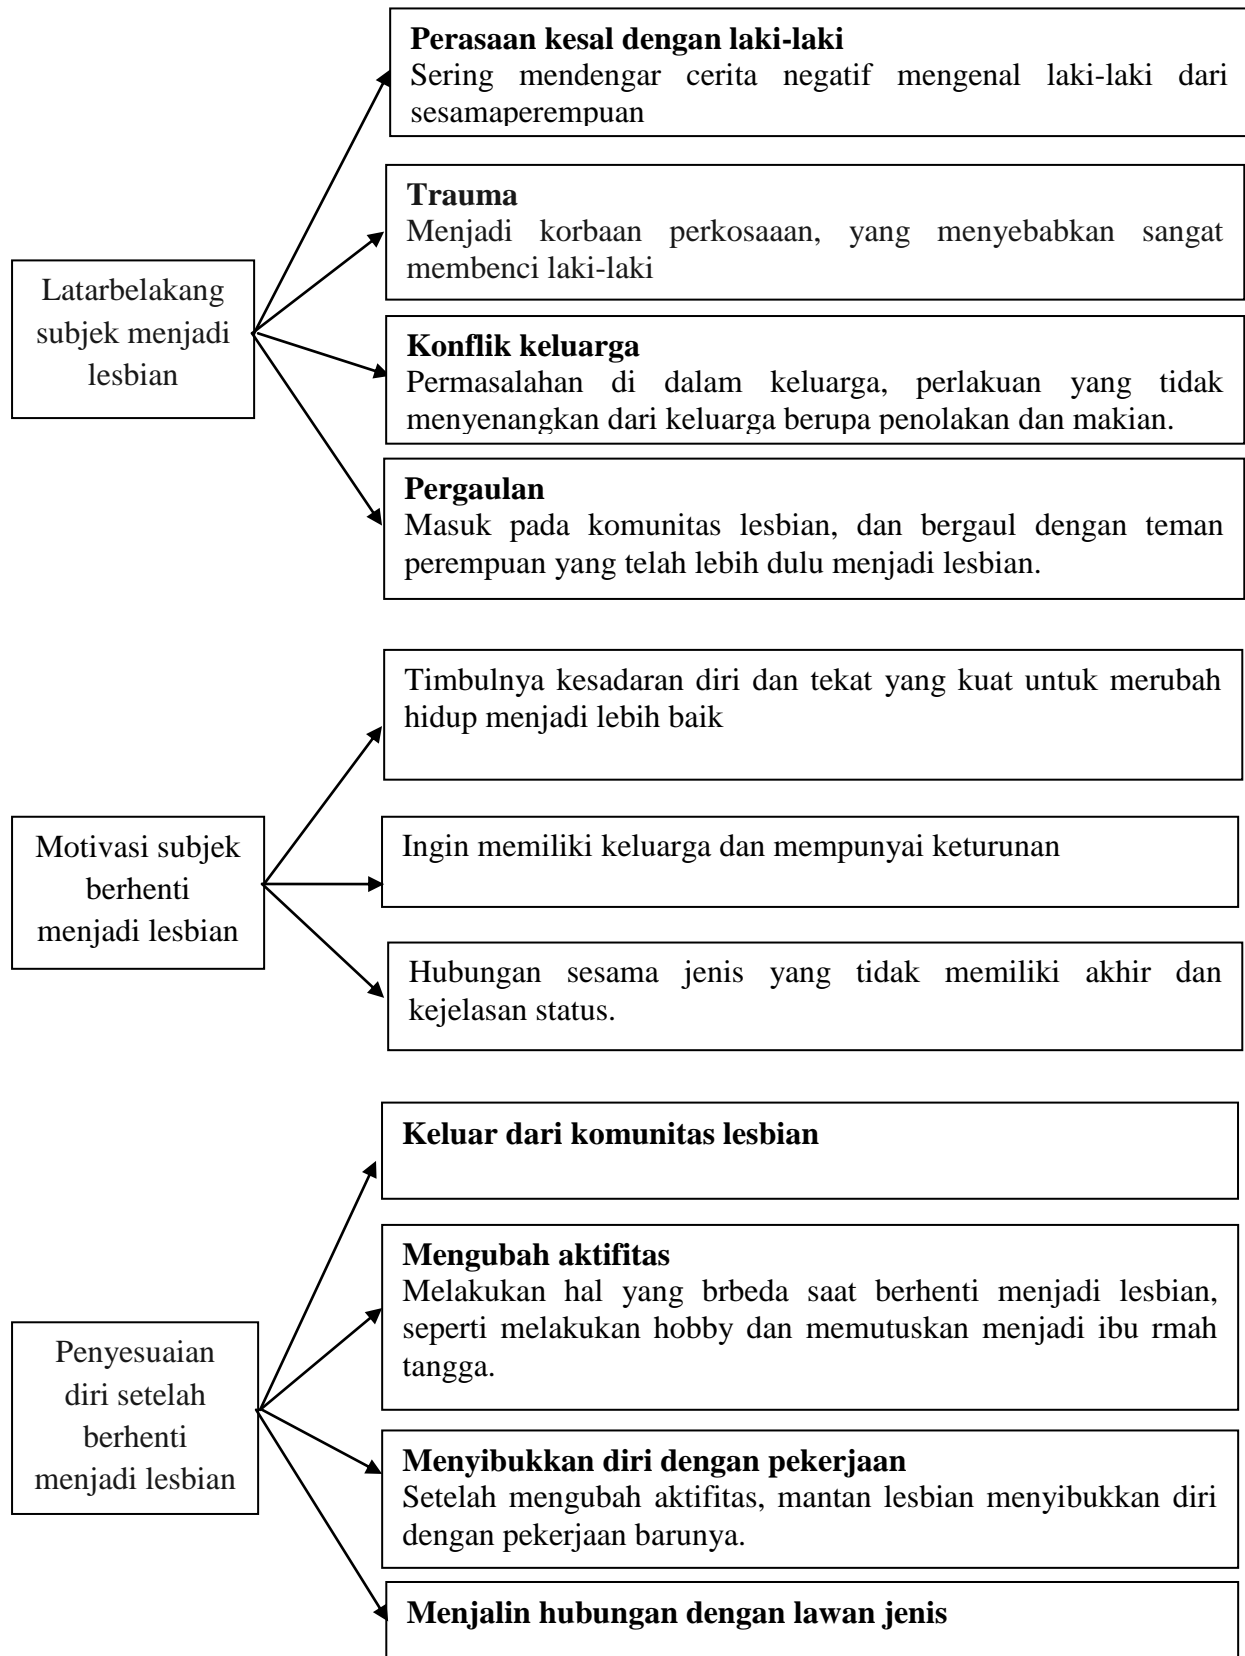 Perasaan kesal dengan laki-laki
Sering mendengar cerita negatif mengenal laki-laki dari
sesamaperempuan
Trauma
Menjadi korbaan perkosaaan, yang menyebabkan sangat
membenci laki-laki
Latarbelakang
subjek menjadi
lesbian
Konflik keluarga
Permasalahan di dalam keluarga, perlakuan yang tidak
menyenangkan dari keluarga berupa penolakan dan makian.
Pergaulan
Masuk pada komunitas lesbian, dan bergaul dengan teman
perempuan yang telah lebih dulu menjadi lesbian.
Timbulnya kesadaran diri dan tekat yang kuat untuk merubah
hidup menjadi lebih baik
Motivasi subjek
berhenti
menjadi lesbian
Ingin memiliki keluarga dan mempunyai keturunan
Hubungan sesama jenis yang tidak memiliki akhir dan
kejelasan status.
Keluar dari komunitas lesbian
Mengubah aktifitas
Melakukan hal yang brbeda saat berhenti menjadi lesbian,
seperti melakukan hobby dan memutuskan menjadi ibu rmah
tangga.
Penyesuaian
diri setelah
berhenti
menjadi lesbian
Menyibukkan diri dengan pekerjaan
Setelah mengubah aktifitas, mantan lesbian menyibukkan diri
dengan pekerjaan barunya.
Menjalin hubungan dengan lawan jenis